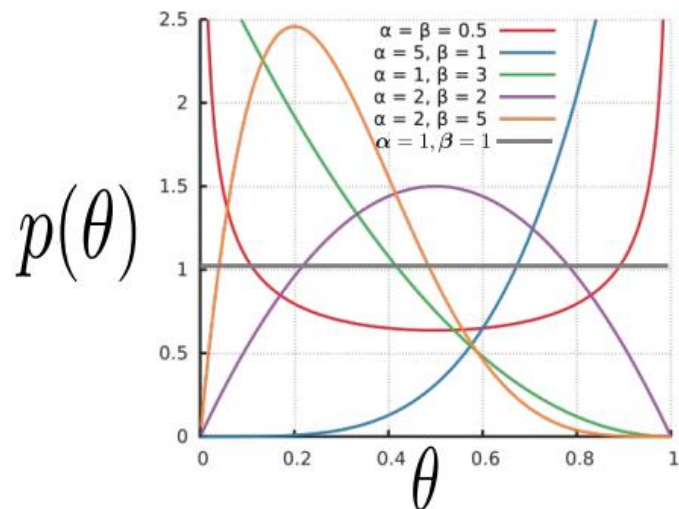 2.5
2
1.5
1
0.5
0
0 0.2 0.4 0.6 0.8 1
p(θ)
θ
α = β = 0.5
α = 5, β = 1
α = 1, β = 3
α = 2, β = 2
α = 2, β = 5
α = 1, β = 1